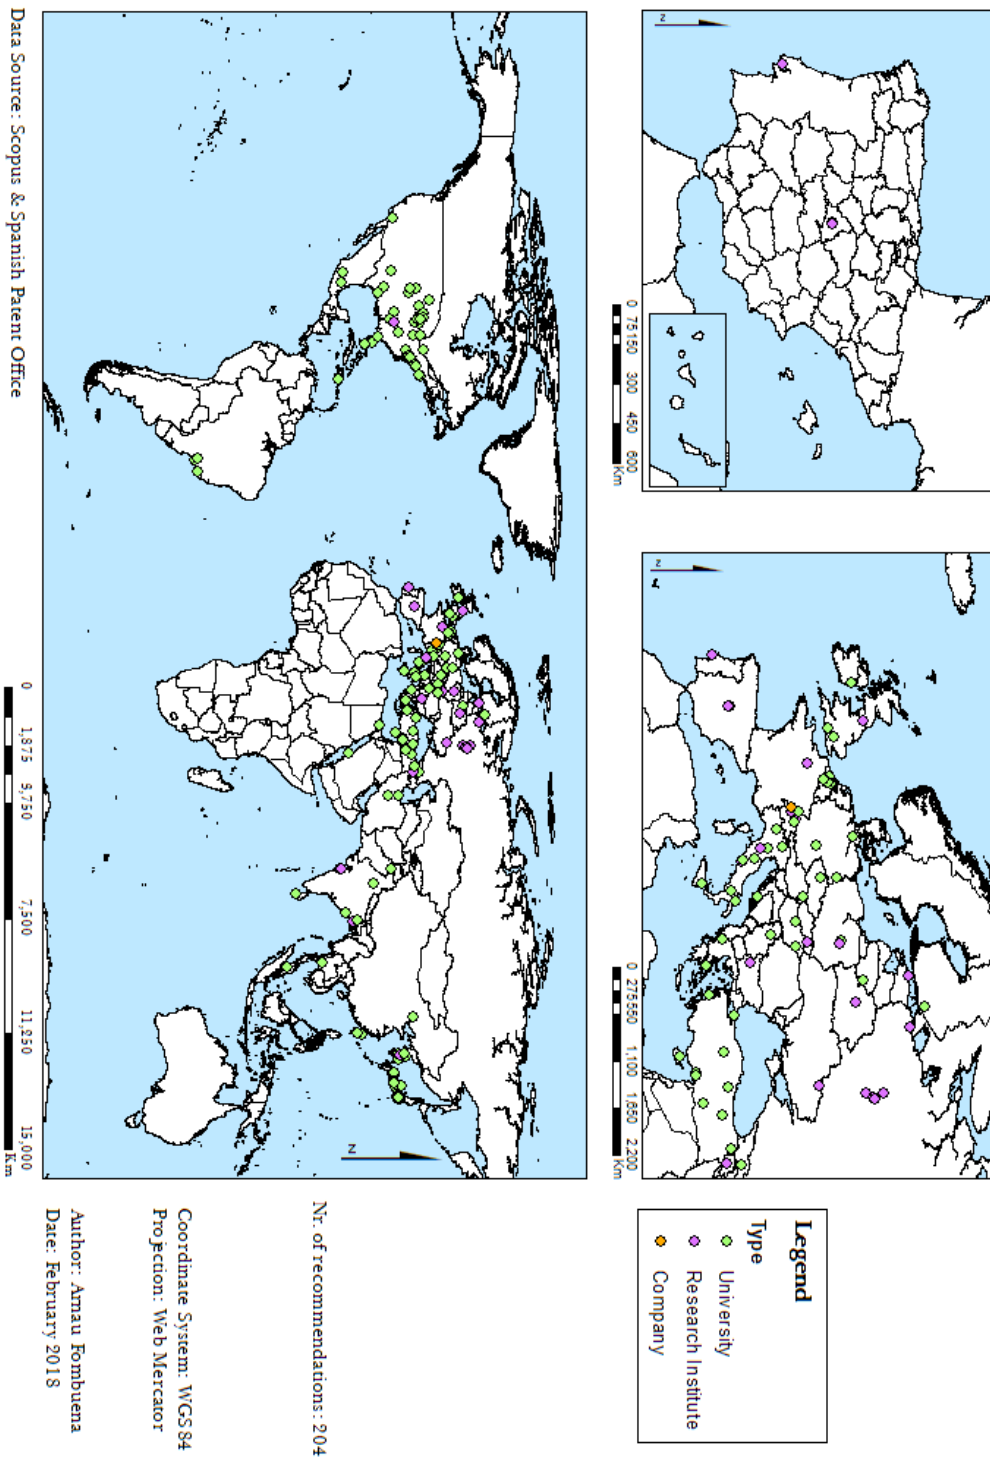 N
0 75 150 300 450 600
Km
N
0 275 550 1,100 1,650 2,200
Km
Legend
Type
University
Research Institute
Company
N
0 1,875 3,750 7,500 11,250 15,000
Km
Nr. of recommendations: 204
Coordinate System: WGS84
Projection: Web Mercator
Author: Arnau Fombuena
Date: February 2018
Data Source: Scopus & Spanish Patent Office